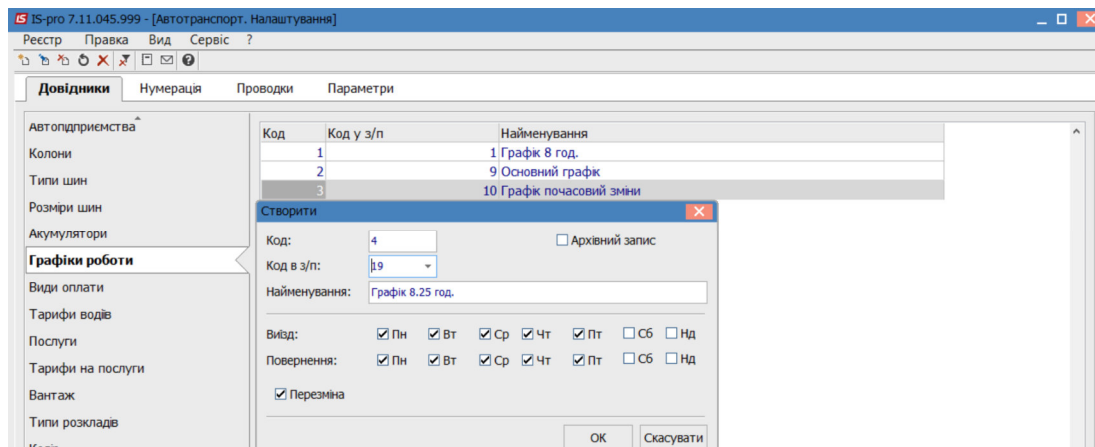 IS-pro 7.11.045.999 - [Автотранспорт. Налаштування]
Реєстр Правка Вид Сервіс ?
Довідники Нумерація Проводки Параметри
Автопідприємства
Колони
Типи шин
Розміри шин
Акумулятори
Графіки роботи
Види оплати
Тарифи водів
Послуги
Тарифи на послуги
Вантаж
Типи розкладів
Код Код у з/п Найменування
1 1 Графік 8 год.
2 9 Основний графік
3 10 Графік почасовий зміни
Створити
Код: 4 Архівний запис
Код в з/п: 19
Найменування: Графік 8.25 год.
Виїзд: Пн Вт Ср Чт Пт Сб Нд
Повернення: Пн Вт Ср Чт Пт Сб Нд
Перезміна
ОК Скасувати